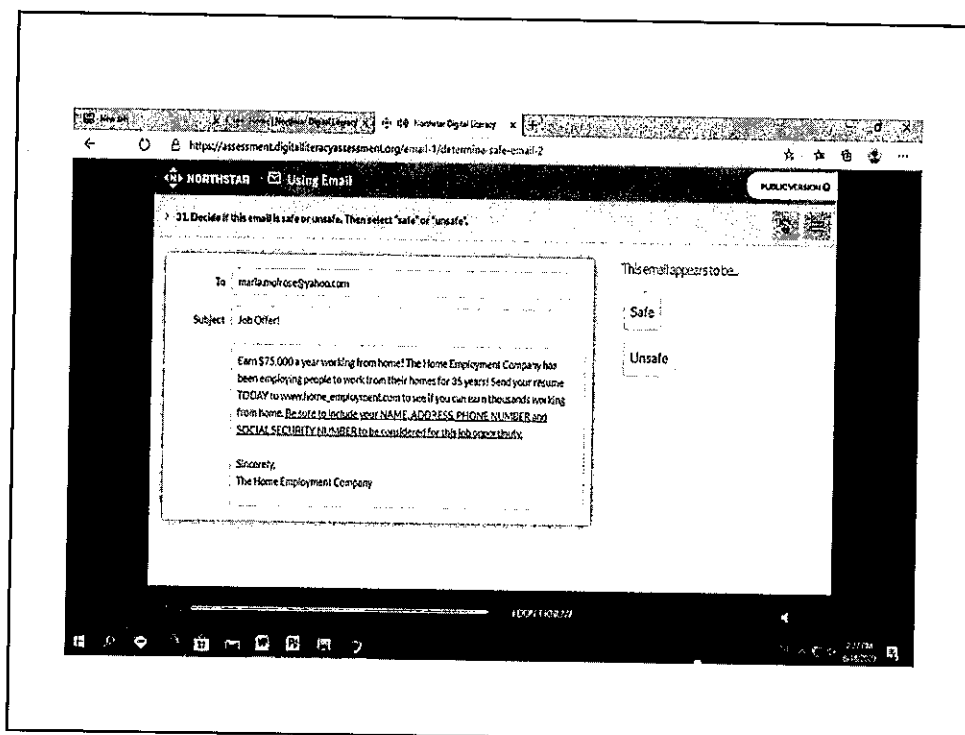 Northstar Digital Literacy
https://assessment.digitalliteracyassessment.org/email-1/determine-safe-email-2
NORTHSTAR Using Email
PUBLIC VERSION
31. Decide if this email is safe or unsafe. Then select "safe" or "unsafe".
This email appears to be...
To
Subject Job Offer!
Safe
Unsafe
Earn $75,000 a year working from home! The Home Employment Company has
been employing people to work from their homes for 35 years! Send your resume
TODAY to www.home_employment.com to see if you can earn thousands working
from home. Be sure to include your NAME, ADDRESS, PHONE NUMBER and
SOCIAL SECURITY NUMBER to be considered for this job opportunity.
Sincerely,
The Home Employment Company
I DON'T KNOW